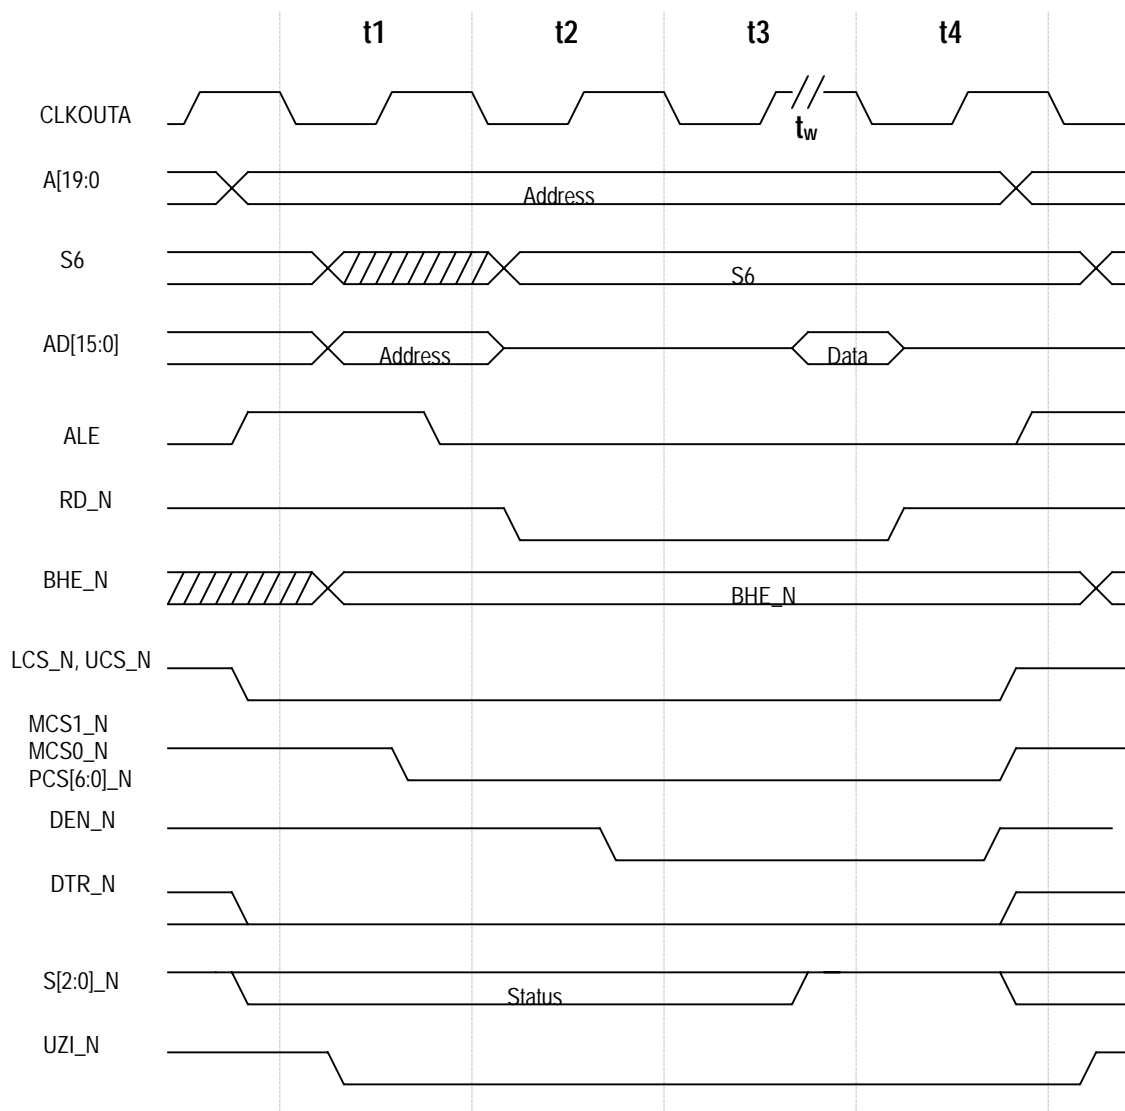 t1 t2 t3 t4
CLKOUTA
tw
A[19:0
Address
S6
S6
AD[15:0]
Address
Data
ALE
RD_N
BHE_N
BHE_N
LCS_N, UCS_N
MCS1_N
MCS0_N
PCS[6:0]_N
DEN_N
DTR_N
S[2:0]_N
Status
UZI_N